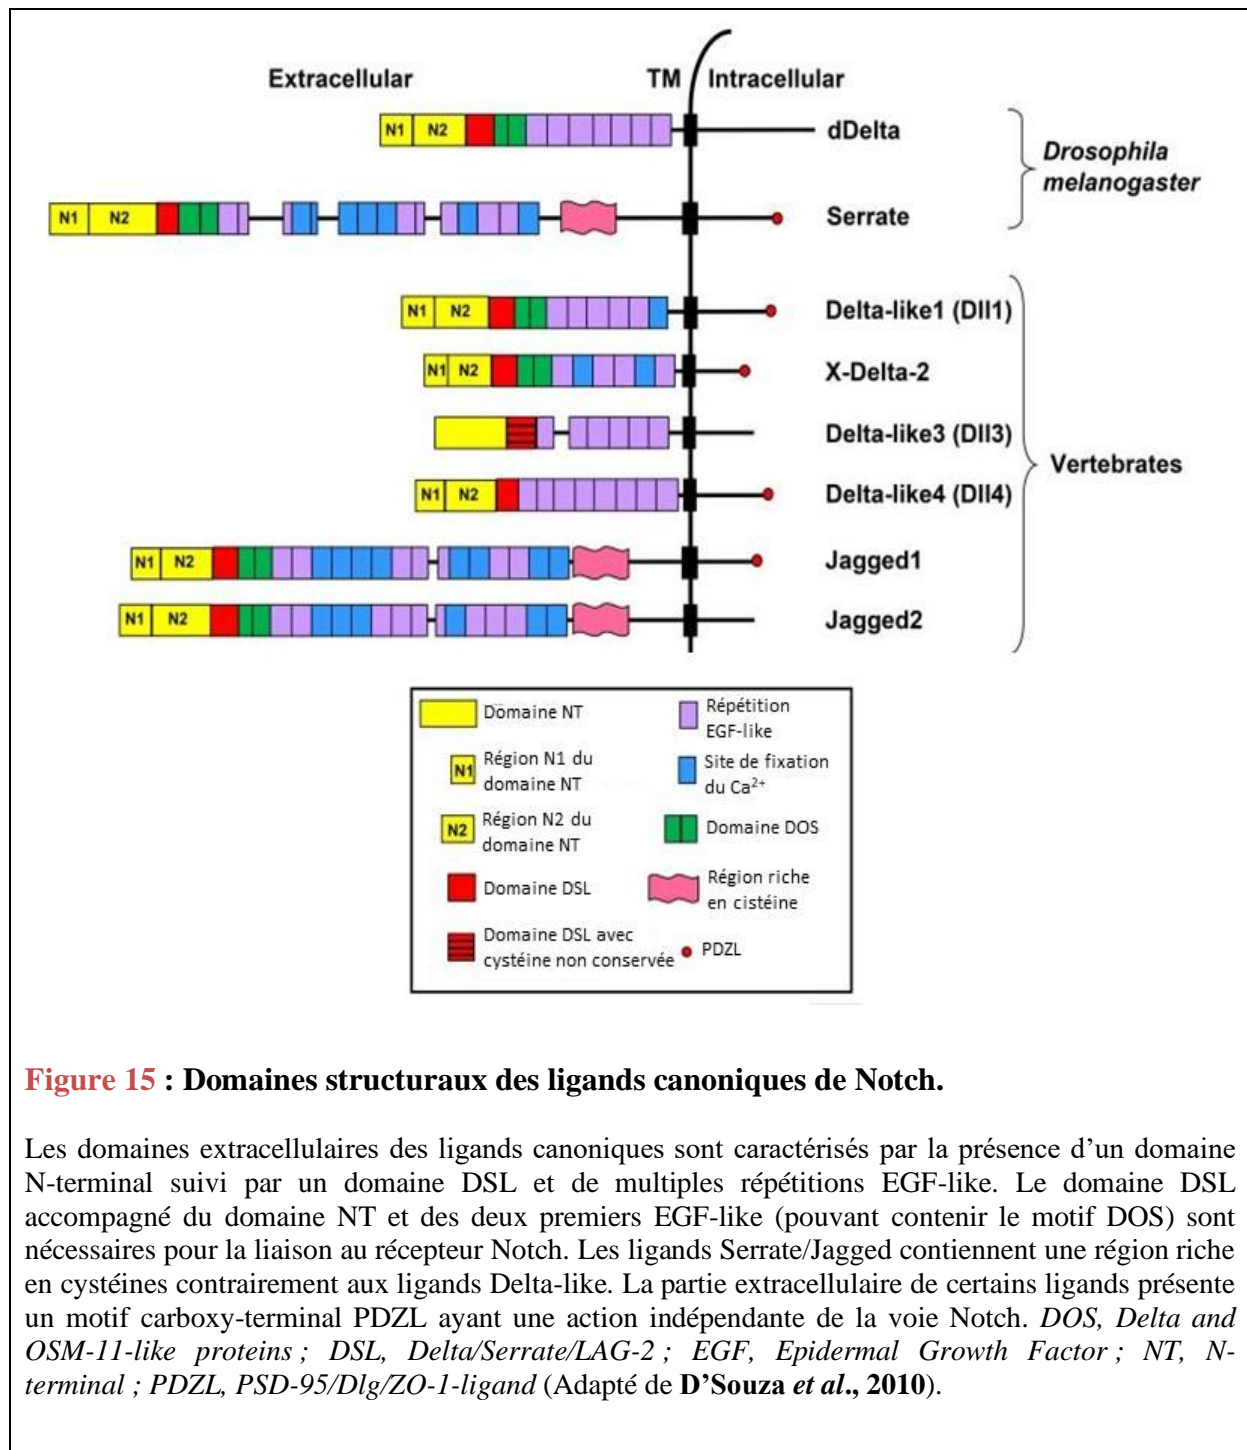 Extracellular TM Intracellular
N1 N2 dDelta
Drosophila
melanogaster
N1 N2 Serrate
N1 N2 Delta-like1 (Dll1)
N1 N2 X-Delta-2
Delta-like3 (Dll3)
Vertebrates
N1 N2 Delta-like4 (Dll4)
N1 N2 Jagged1
N1 N2 Jagged2
Domaine NT
Répétition
EGF-like
N1 Région N1 du
domaine NT
Site de fixation
du Ca²⁺
N2 Région N2 du
domaine NT
Domaine DOS
Domaine DSL
Région riche
en cistéine
Domaine DSL avec
cystéine non conservée
PDZL
Figure 15 : Domaines structuraux des ligands canoniques de Notch.
Les domaines extracellulaires des ligands canoniques sont caractérisés par la présence d’un domaine
N-terminal suivi par un domaine DSL et de multiples répétitions EGF-like. Le domaine DSL
accompagné du domaine NT et des deux premiers EGF-like (pouvant contenir le motif DOS) sont
nécessaires pour la liaison au récepteur Notch. Les ligands Serrate/Jagged contiennent une région riche
en cystéines contrairement aux ligands Delta-like. La partie extracellulaire de certains ligands présente
un motif carboxy-terminal PDZL ayant une action indépendante de la voie Notch. DOS, Delta and
OSM-11-like proteins ; DSL, Delta/Serrate/LAG-2 ; EGF, Epidermal Growth Factor ; NT, N-
terminal ; PDZL, PSD-95/Dlg/ZO-1-ligand (Adapté de D’Souza et al., 2010).